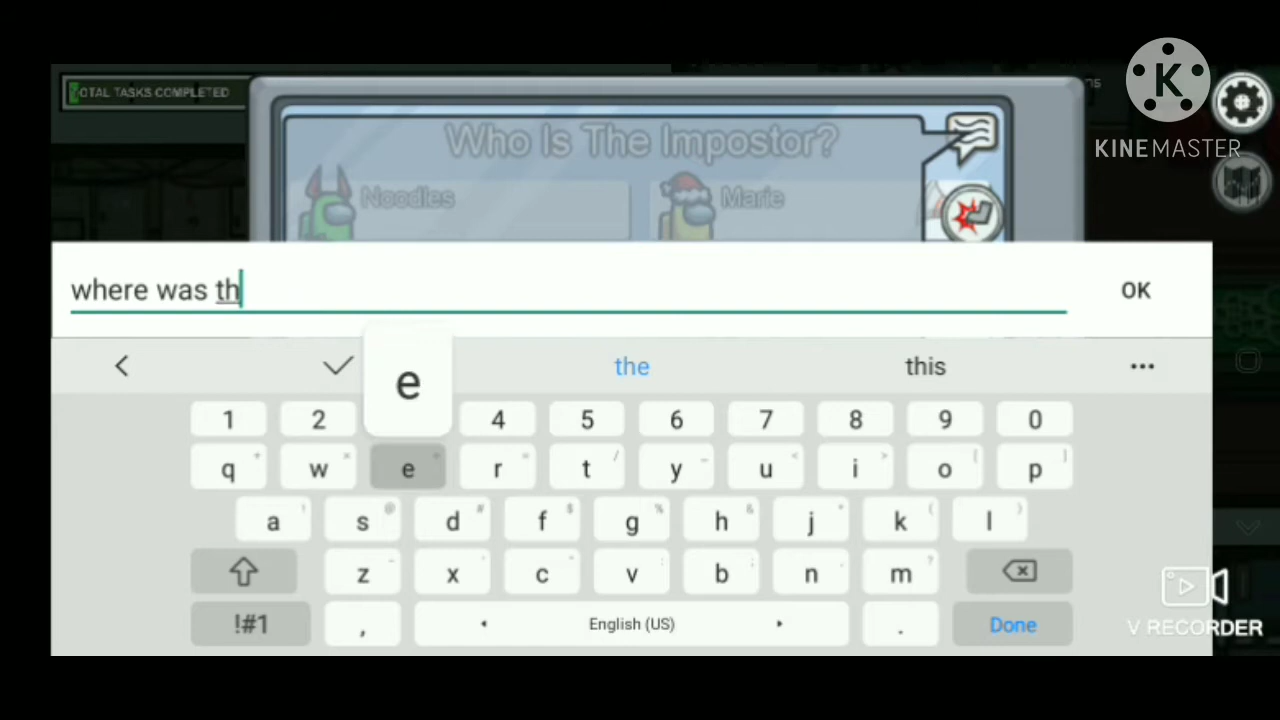 OTAL TASKS COMPLETED
Who Is The Impostor?
K
KINEMASTER
Noodles
Marie
where was th
OK
e
the
this
1 2 4 5 6 7 8 9 0
q w e r t y u i o p
a s d f g h j k l
z x c v b n m
!#1 , English (US) . Done
V RECORDER